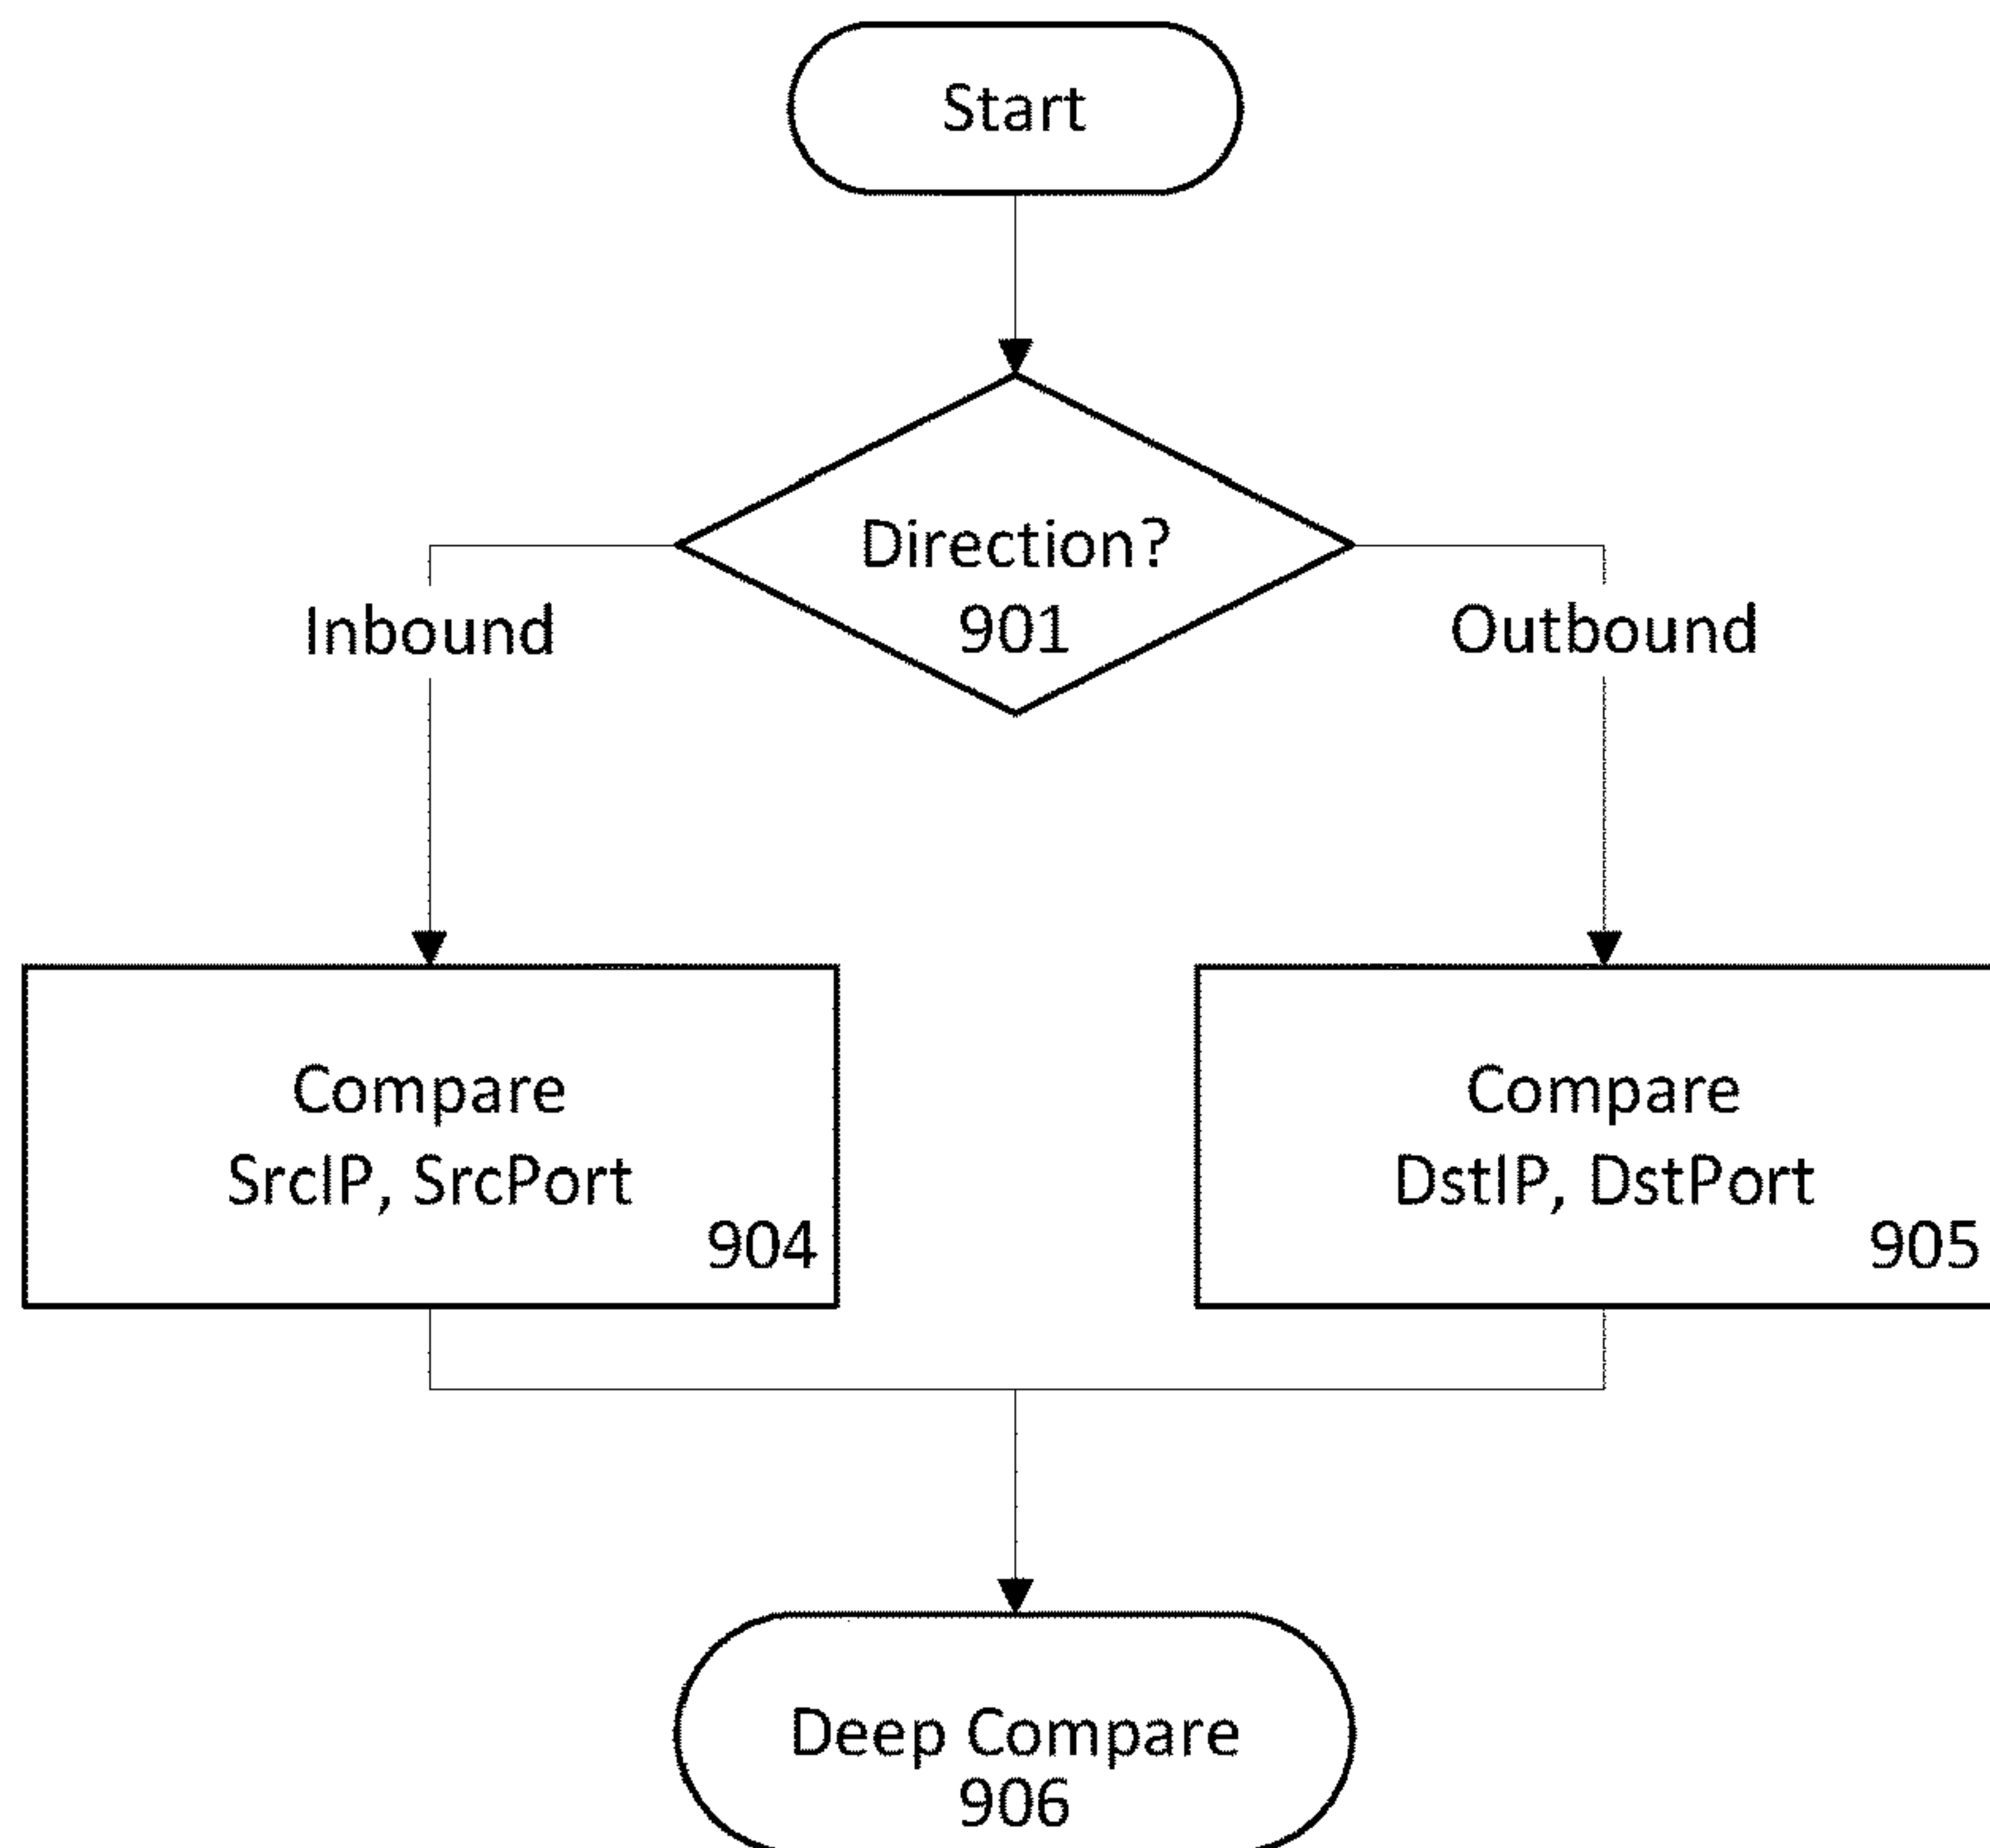 Start
Direction?
901
Inbound
Outbound
Compare
SrcIP, SrcPort
904
Compare
DstIP, DstPort
905
Deep Compare
906